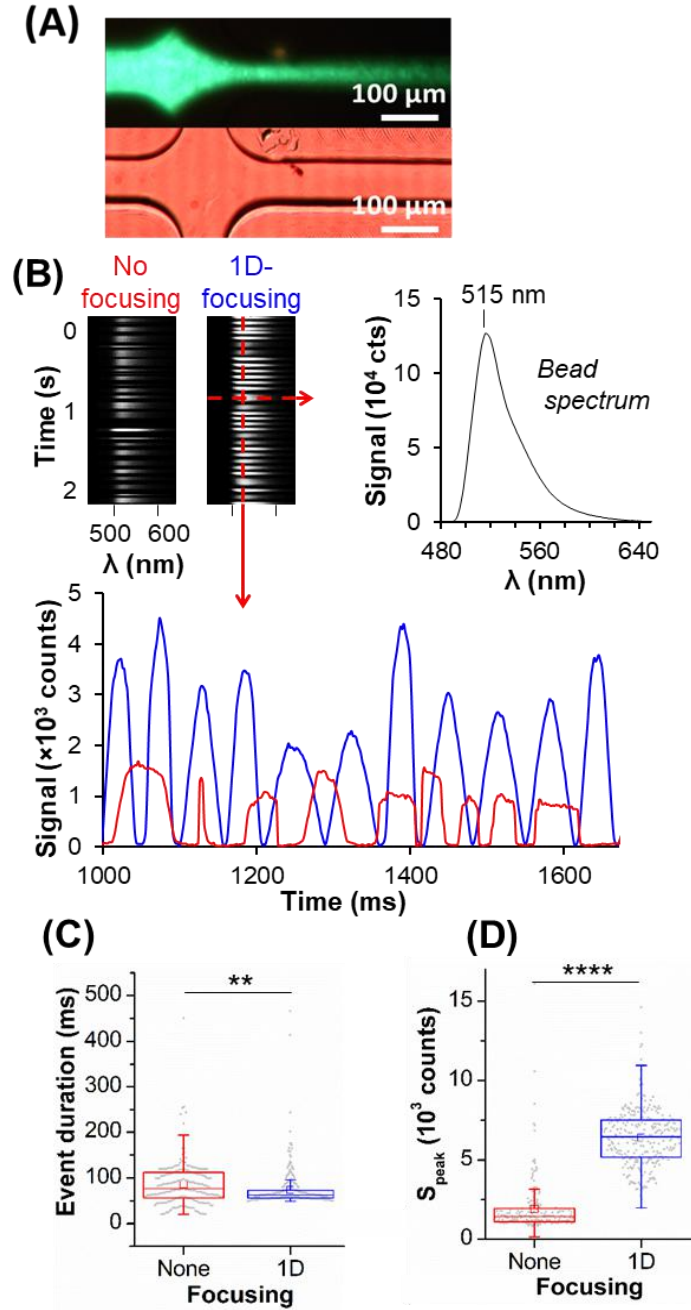 (A)
100 µm
100 µm
(B)
No
focusing
1D-
focusing
Time (s)
0
1
2
500 600
λ (nm)
Signal (10⁴ cts)
15
10
5
0
515 nm
Bead
spectrum
480 560 640
λ (nm)
Signal (×10³ counts)
5
4
3
2
1
0
1000 1200 1400 1600
Time (ms)
(C)
Event duration (ms)
500
400
300
200
100
0
**
None 1D
Focusing
(D)
S_peak (10³ counts)
15
10
5
0
****
None 1D
Focusing